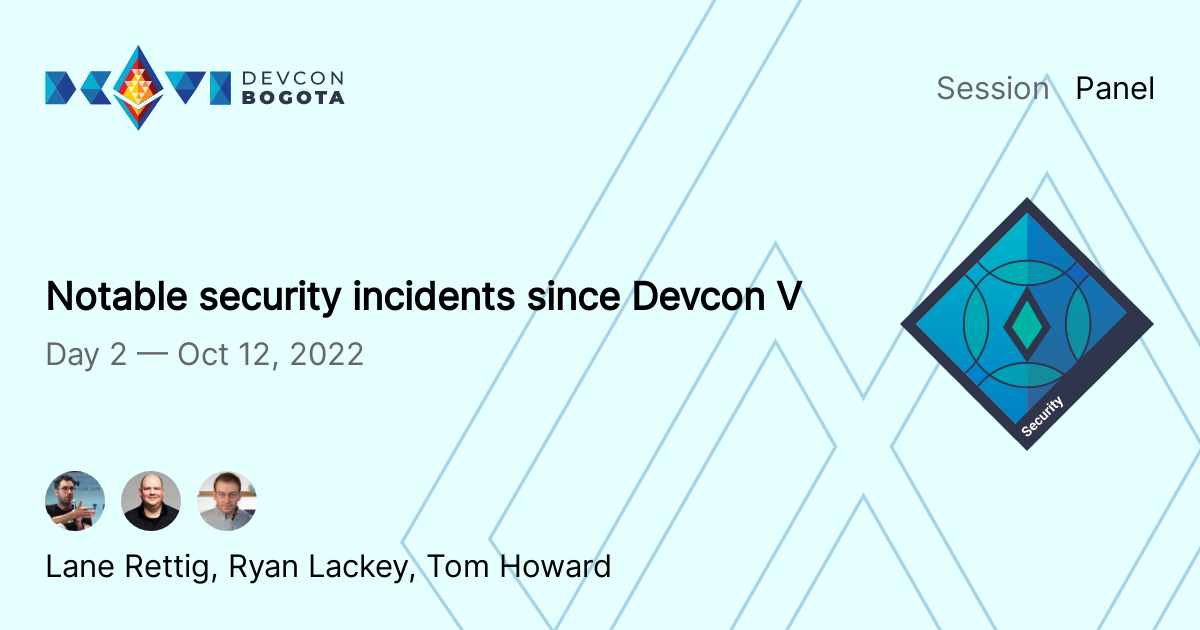 DEVCON
BOGOTA
Session Panel
Notable security incidents since Devcon V
Day 2 — Oct 12, 2022
Security
Lane Rettig, Ryan Lackey, Tom Howard